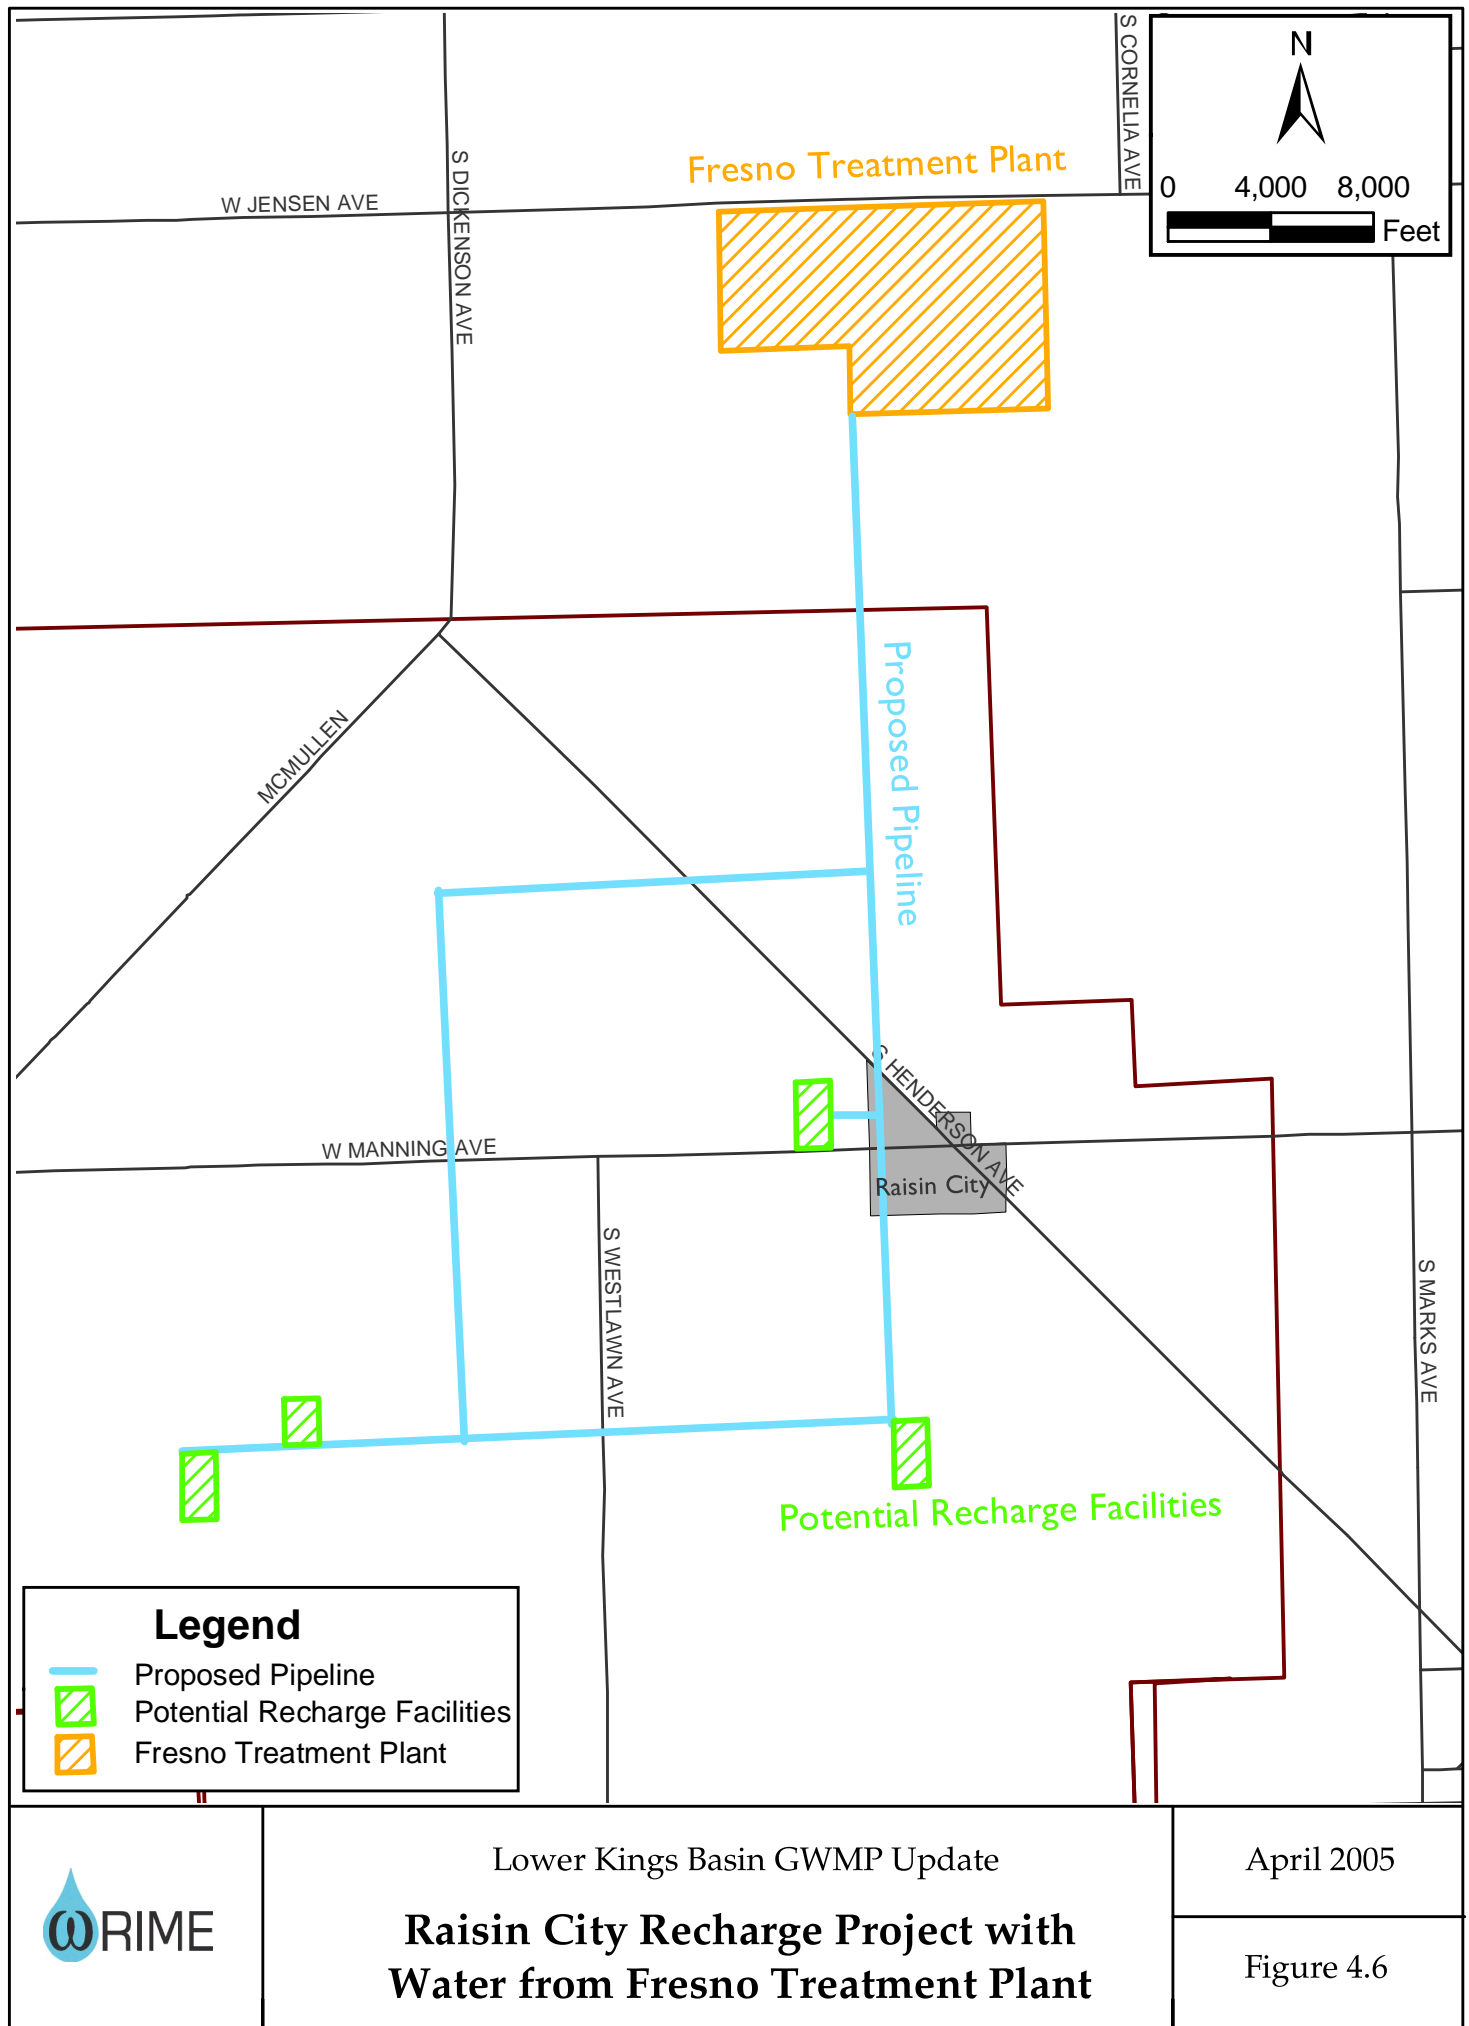 S CORNELIA AVE
N
0 4,000 8,000
Feet
Fresno Treatment Plant
W JENSEN AVE
S DICKENSON AVE
Proposed Pipeline
MCMULLEN
S HENDERSON AVE
W MANNING AVE
Raisin City
S WESTLAWN AVE
S MARKS AVE
Potential Recharge Facilities
Legend
Proposed Pipeline
Potential Recharge Facilities
Fresno Treatment Plant
ωRIME
Lower Kings Basin GWMP Update
Raisin City Recharge Project with
Water from Fresno Treatment Plant
April 2005
Figure 4.6